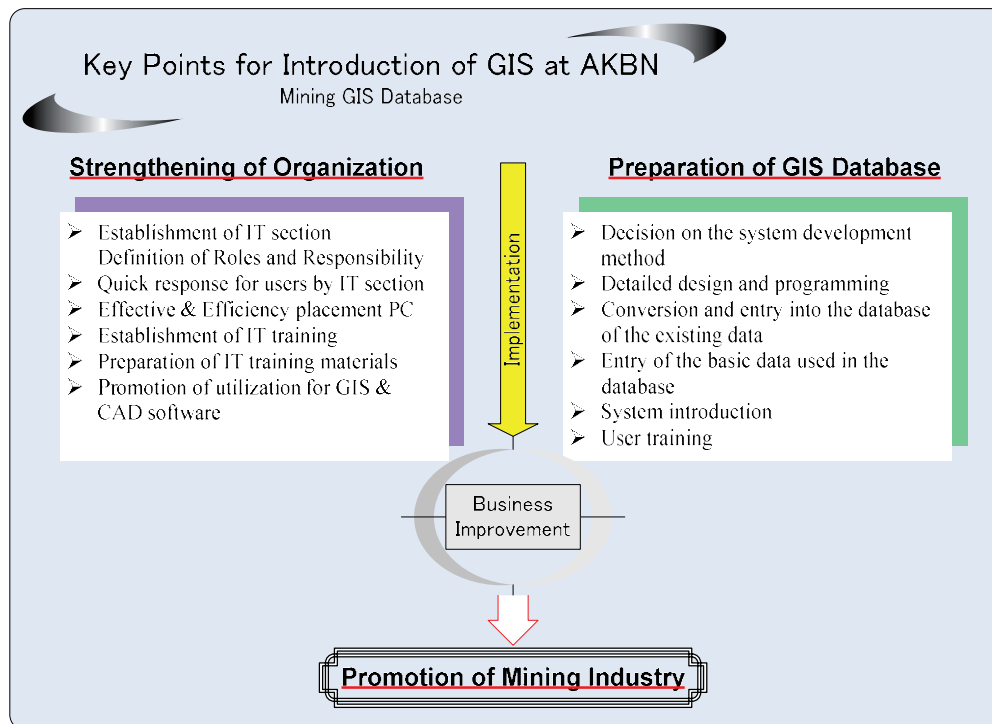 Key Points for Introduction of GIS at AKBN
Mining GIS Database
Strengthening of Organization
➢ Establishment of IT section
Definition of Roles and Responsibility
➢ Quick response for users by IT section
➢ Effective & Efficiency placement PC
➢ Establishment of IT training
➢ Preparation of IT training materials
➢ Promotion of utilization for GIS &
CAD software
Implementation
Preparation of GIS Database
➢ Decision on the system development
method
➢ Detailed design and programming
➢ Conversion and entry into the database
of the existing data
➢ Entry of the basic data used in the
database
➢ System introduction
➢ User training
Business
Improvement
Promotion of Mining Industry